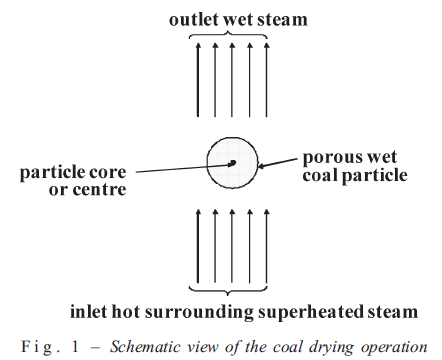 outlet wet steam
particle core
or centre
porous wet
coal particle
inlet hot surrounding superheated steam
Fig. 1 – Schematic view of the coal drying operation